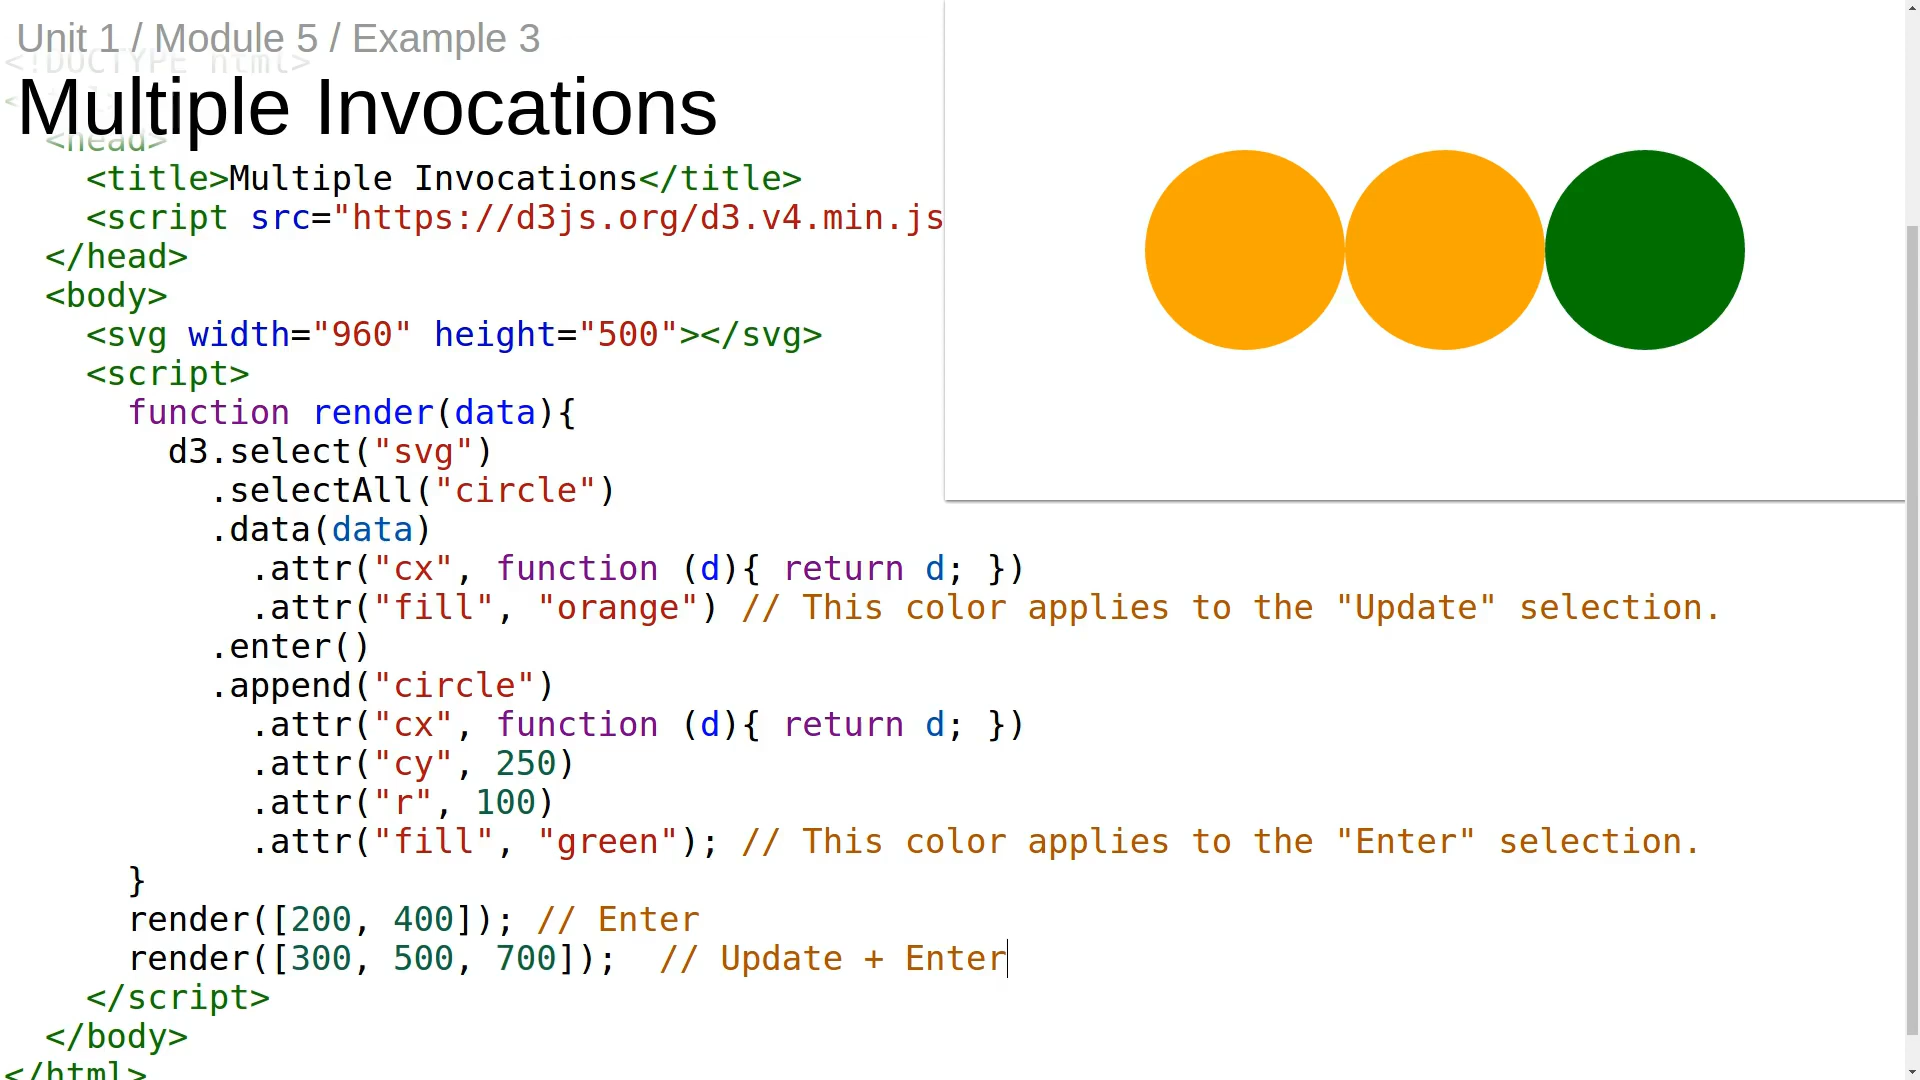 Unit 1 / Module 5 / Example 3
<!DOCTYPE html>
Multiple Invocations
<head>
<title>Multiple Invocations</title>
<script src="https://d3js.org/d3.v4.min.js
</head>
<body>
<svg width="960" height="500"></svg>
<script>
function render(data){
d3.select("svg")
.selectAll("circle")
.data(data)
.attr("cx", function (d){ return d; })
.attr("fill", "orange") // This color applies to the "Update" selection.
.enter()
.append("circle")
.attr("cx", function (d){ return d; })
.attr("cy", 250)
.attr("r", 100)
.attr("fill", "green"); // This color applies to the "Enter" selection.
}
render([200, 400]); // Enter
render([300, 500, 700]);  // Update + Enter
</script>
</body>
</html>